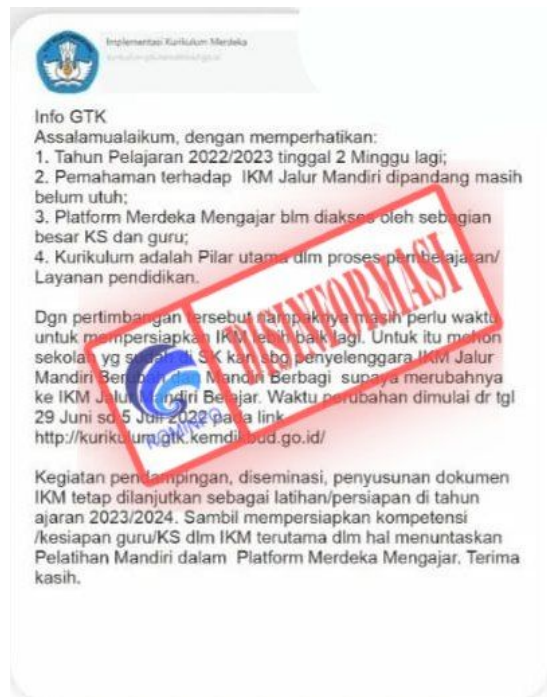 Implementasi Kurikulum Merdeka
Info GTK
Assalamualaikum, dengan memperhatikan:
1. Tahun Pelajaran 2022/2023 tinggal 2 Minggu lagi;
2. Pemahaman terhadap IKM Jalur Mandiri dipandang masih
belum utuh;
3. Platform Merdeka Mengajar blm diakses oleh sebagian
besar KS dan guru;
4. Kurikulum adalah Pilar utama dlm proses pembelajaran/
Layanan pendidikan.
Dgn pertimbangan tersebut nampaknya masih perlu waktu
untuk mempersiapkan IKM lebih baik lagi. Untuk itu mohon
sekolah yg sudah di SK kan sbg penyelenggara IKM Jalur
Mandiri Berubah dan Mandiri Berbagi supaya merubahnya
ke IKM Jalur Mandiri Belajar. Waktu perubahan dimulai dr tgl
29 Juni sd 5 Juli 2022 pada link
http://kurikulum.gtk.kemdikbud.go.id/
Kegiatan pendampingan, diseminasi, penyusunan dokumen
IKM tetap dilanjutkan sebagai latihan/persiapan di tahun
ajaran 2023/2024. Sambil mempersiapkan kompetensi
/kesiapan guru/KS dlm IKM terutama dlm hal menuntaskan
Pelatihan Mandiri dalam Platform Merdeka Mengajar. Terima
kasih.
DISINFORMASI
KOMINFO